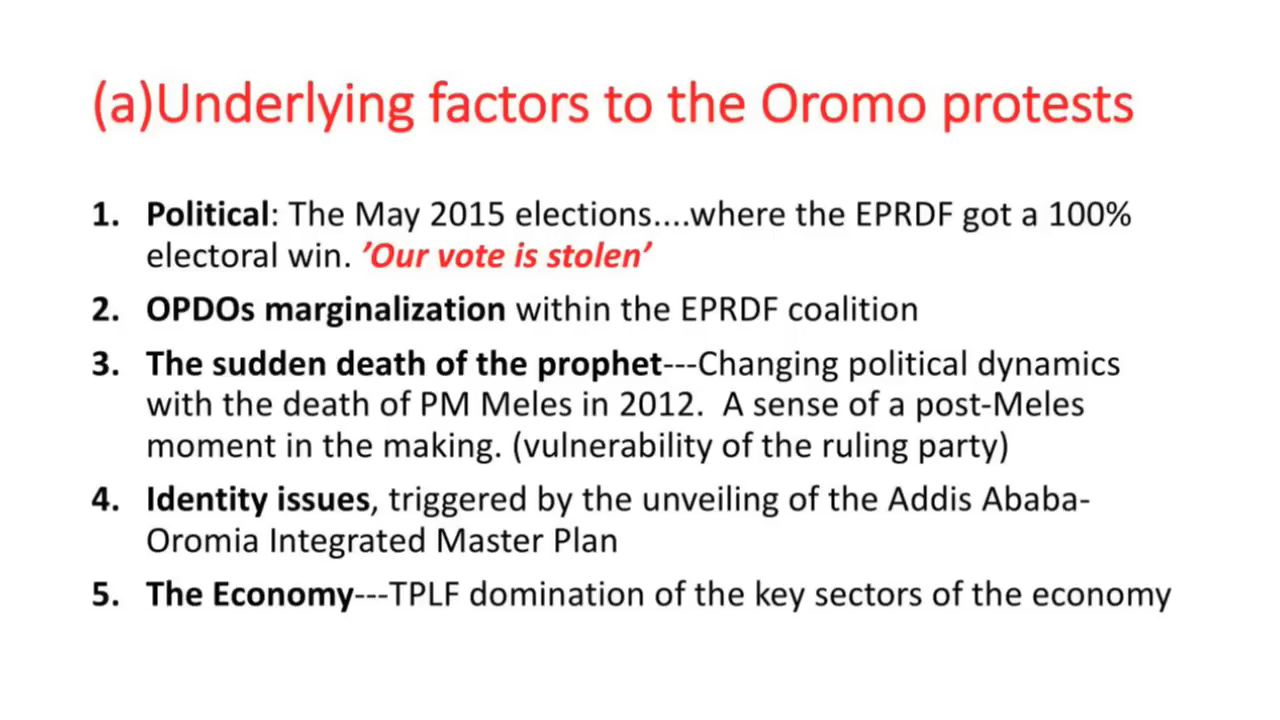 (a)Underlying factors to the Oromo protests
1. Political: The May 2015 elections....where the EPRDF got a 100%
electoral win. ’Our vote is stolen’
2. OPDOs marginalization within the EPRDF coalition
3. The sudden death of the prophet---Changing political dynamics
with the death of PM Meles in 2012.  A sense of a post-Meles
moment in the making. (vulnerability of the ruling party)
4. Identity issues, triggered by the unveiling of the Addis Ababa-
Oromia Integrated Master Plan
5. The Economy---TPLF domination of the key sectors of the economy